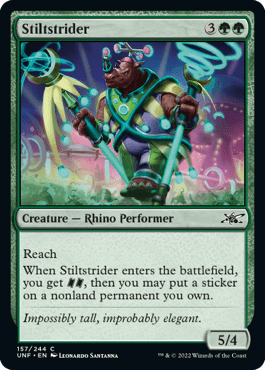 Stiltstrider 3
Creature — Rhino Performer
Reach
When Stiltstrider enters the battlefield,
you get , then you may put a sticker
on a nonland permanent you own.
Impossibly tall, improbably elegant.
5/4
157/244 C
UNF • EN Leonardo Santanna
™ & © 2022 Wizards of the Coast